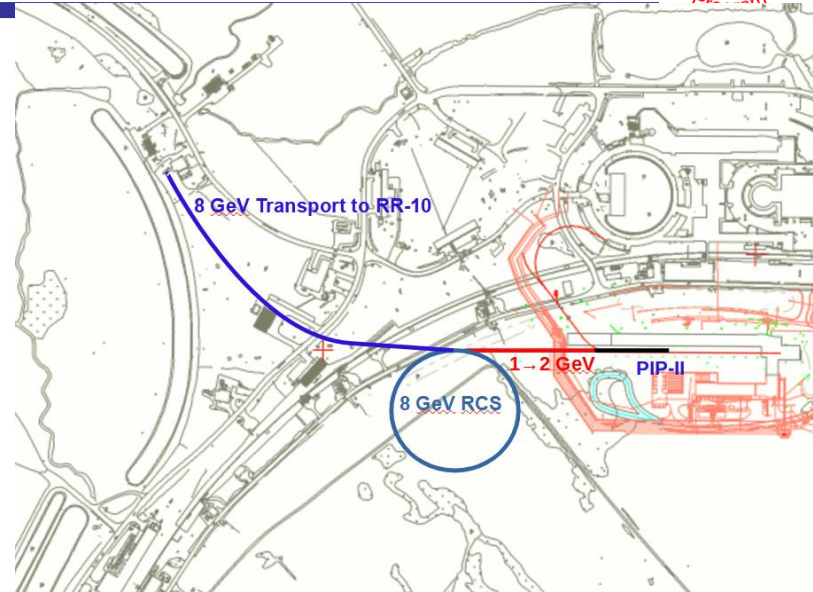 8 GeV Transport to RR-10
1→2 GeV
PIP-II
8 GeV RCS